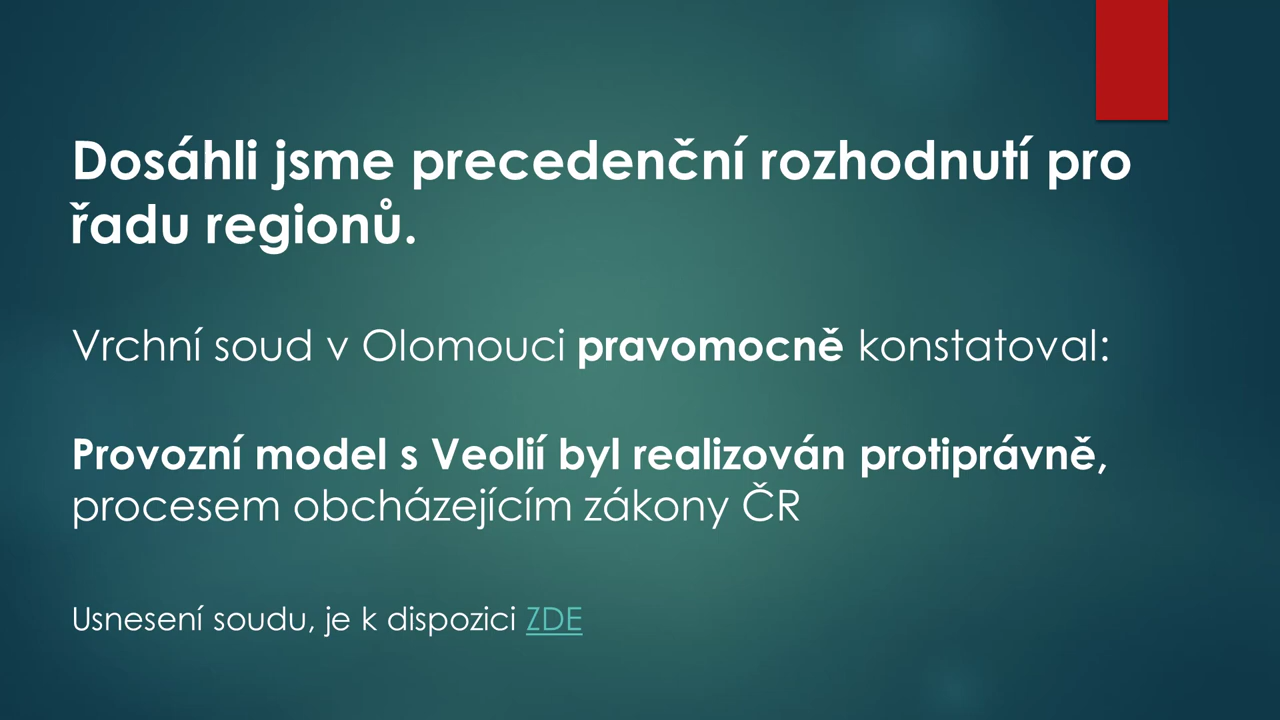 Dosáhli jsme precedenční rozhodnutí pro
řadu regionů.
Vrchní soud v Olomouci pravomocně konstatoval:
Provozní model s Veolií byl realizován protiprávně,
procesem obcházejícím zákony ČR
Usnesení soudu, je k dispozici ZDE